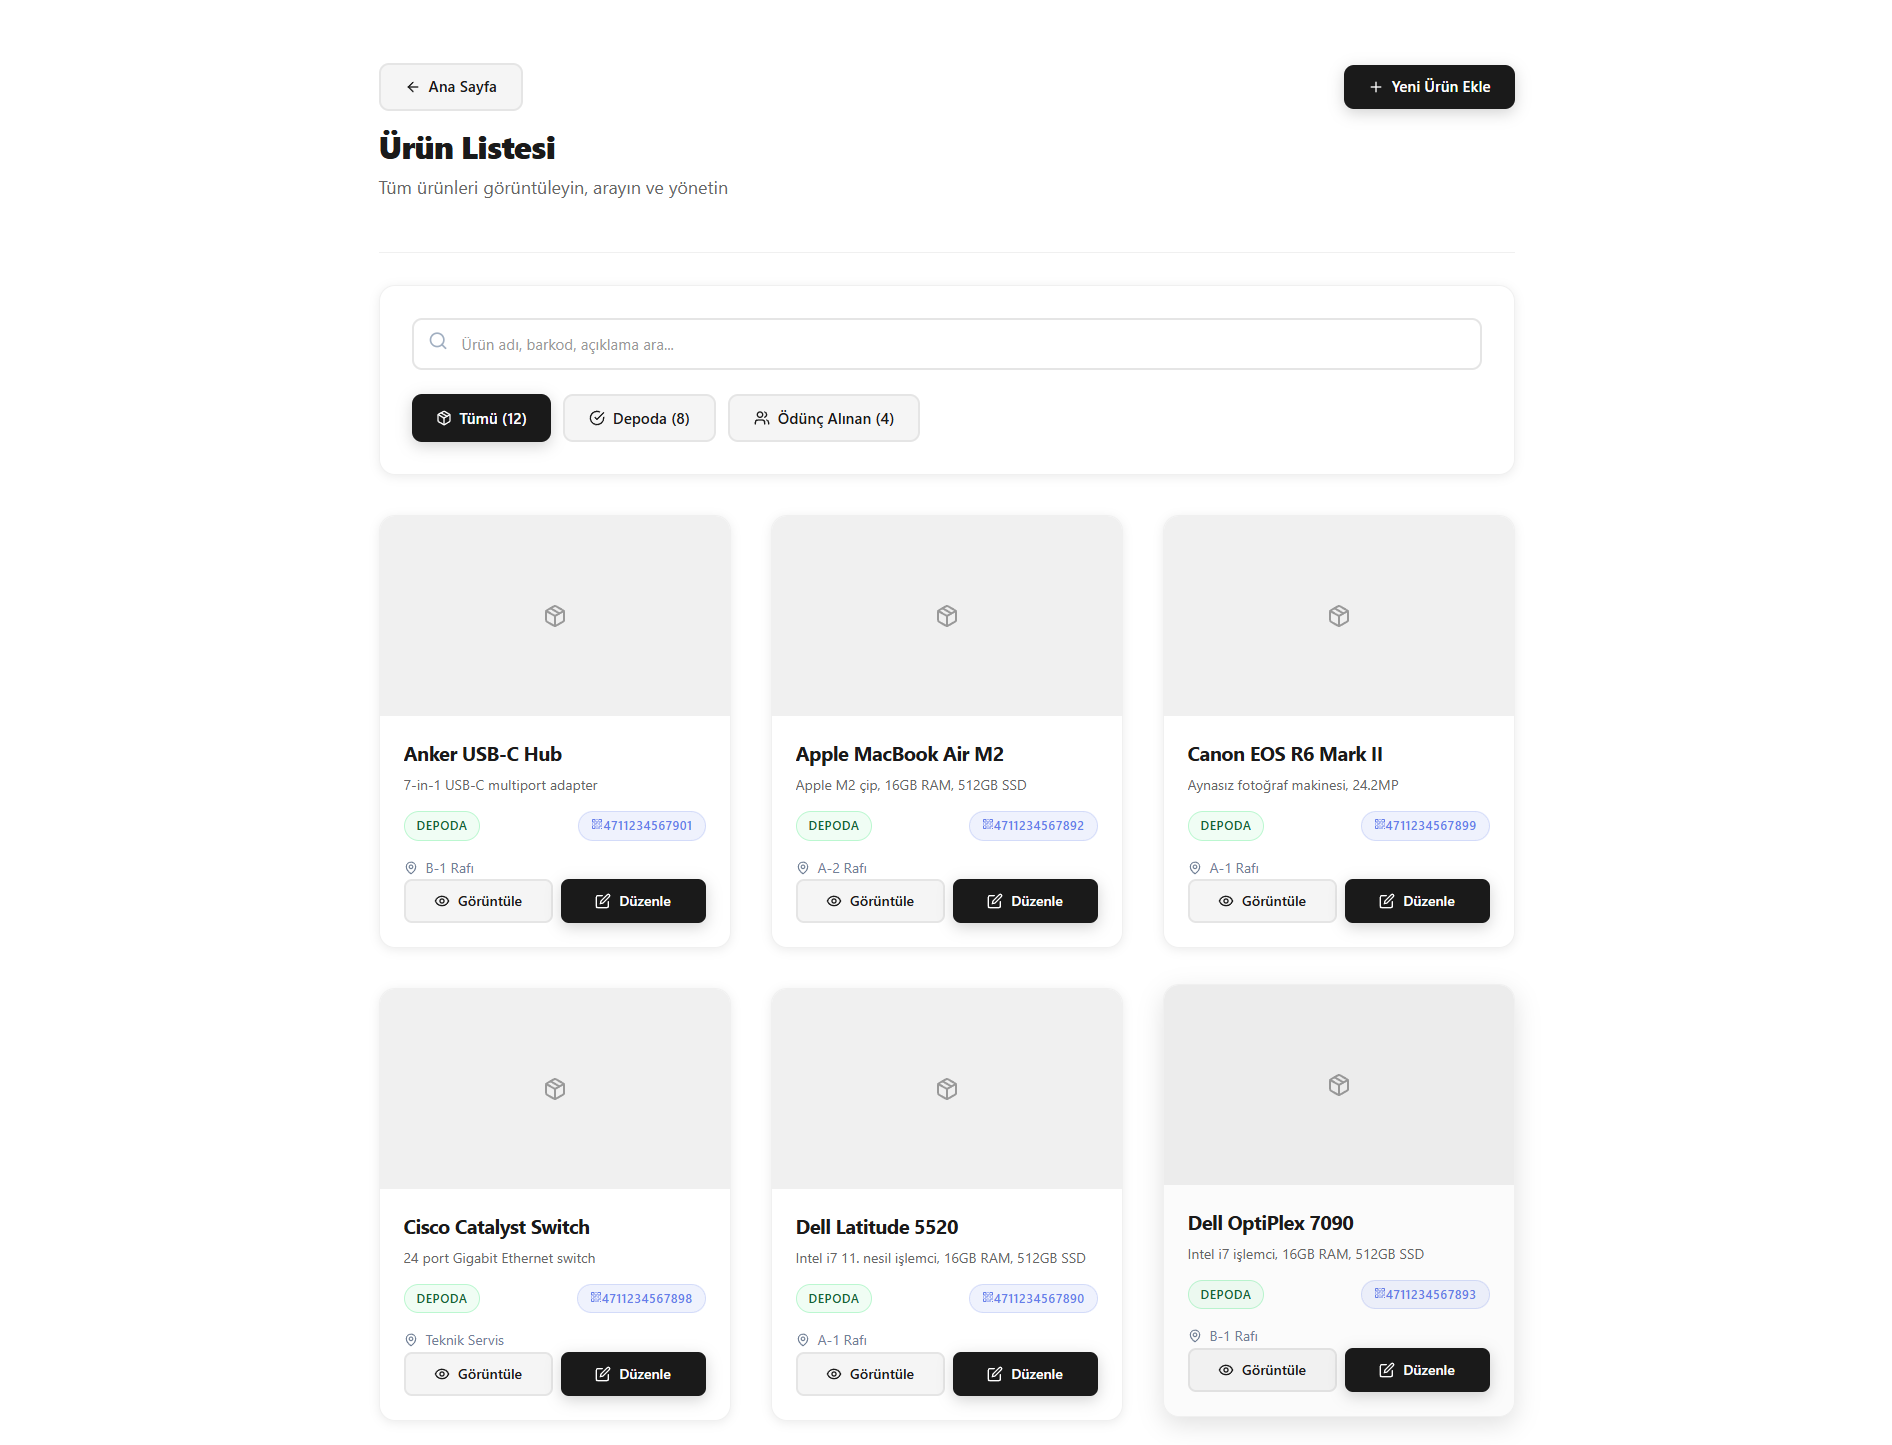 Ana Sayfa
Yeni Ürün Ekle
Ürün Listesi
Tüm ürünleri görüntüleyin, arayın ve yönetin
Ürün adı, barkod, açıklama ara...
Tümü (12)
Depoda (8)
Ödünç Alınan (4)
Anker USB-C Hub
7-in-1 USB-C multiport adapter
DEPODA
4711234567901
B-1 Rafı
Görüntüle
Düzenle
Apple MacBook Air M2
Apple M2 çip, 16GB RAM, 512GB SSD
DEPODA
4711234567892
A-2 Rafı
Görüntüle
Düzenle
Canon EOS R6 Mark II
Aynasız fotoğraf makinesi, 24.2MP
DEPODA
4711234567899
A-1 Rafı
Görüntüle
Düzenle
Cisco Catalyst Switch
24 port Gigabit Ethernet switch
DEPODA
4711234567898
Teknik Servis
Görüntüle
Düzenle
Dell Latitude 5520
Intel i7 11. nesil işlemci, 16GB RAM, 512GB SSD
DEPODA
4711234567890
A-1 Rafı
Görüntüle
Düzenle
Dell OptiPlex 7090
Intel i7 işlemci, 16GB RAM, 512GB SSD
DEPODA
4711234567893
B-1 Rafı
Görüntüle
Düzenle